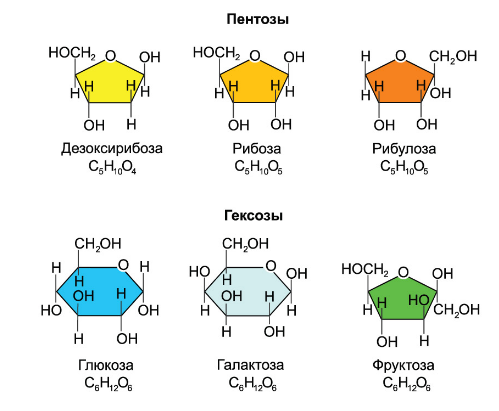 Пентозы
HOCH₂ O OH
H H H H
OH H
Дезоксирибоза
C₅H₁₀O₄
HOCH₂ O OH
H H H H
OH OH
Рибоза
C₅H₁₀O₅
H O CH₂OH
H H H OH
OH OH
Рибулоза
C₅H₁₀O₅
Гексозы
CH₂OH
H O H
H
OH H
HO OH
H OH
Глюкоза
C₆H₁₂O₆
CH₂OH
HO O OH
H
OH H
H H
H OH
Галактоза
C₆H₁₂O₆
HOCH₂ O OH
H H HO CH₂OH
OH H
Фруктоза
C₆H₁₂O₆